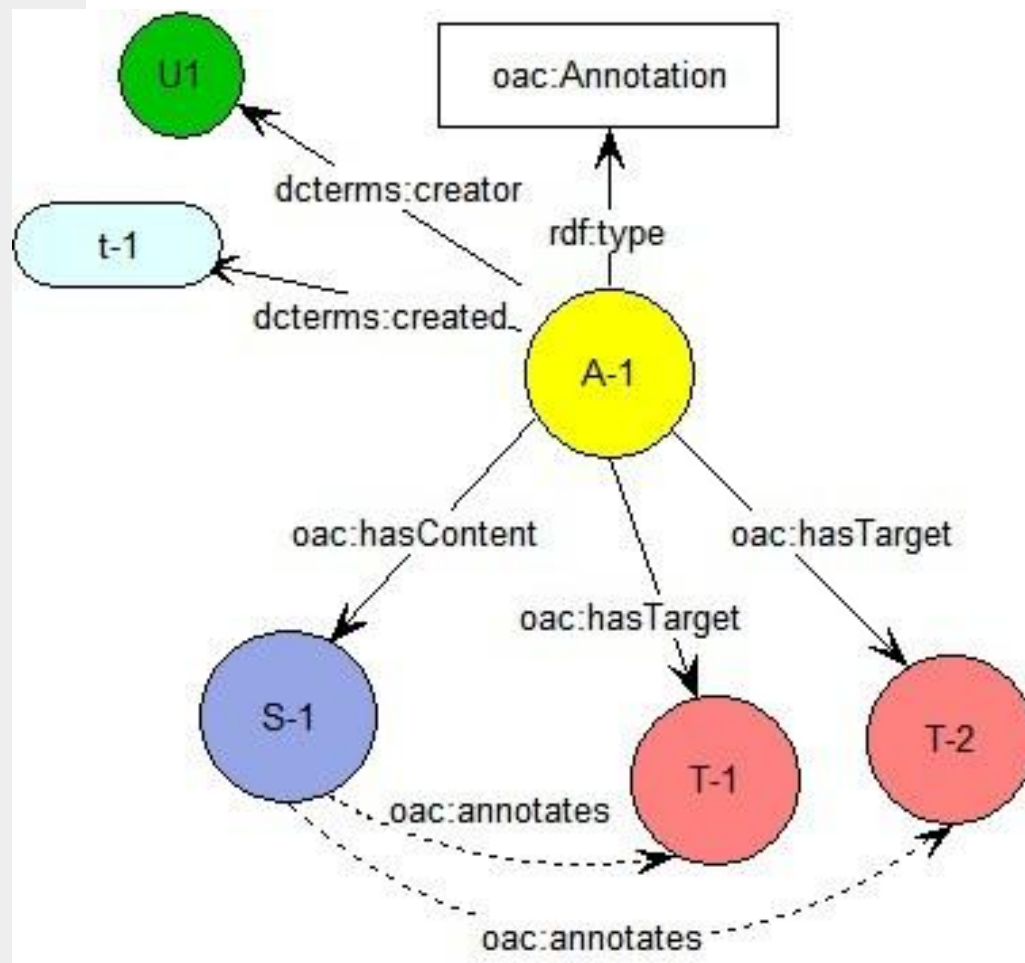 U1
oac:Annotation
dcterms:creator
rdf:type
t-1
dcterms:created
A-1
oac:hasContent
oac:hasTarget
oac:hasTarget
S-1
T-1
T-2
oac:annotates
oac:annotates